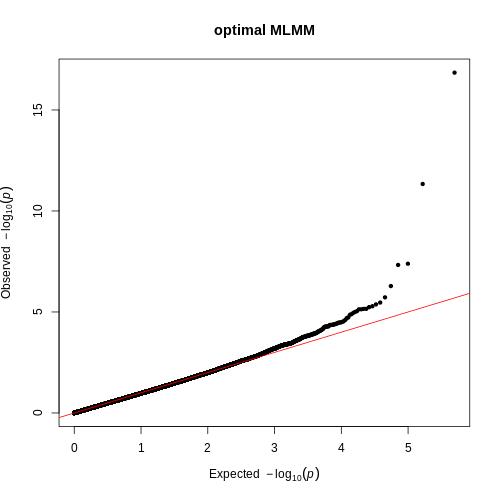 optimal MLMM
15
10
5
0
Observed −log₁₀(p)
0 1 2 3 4 5
Expected −log₁₀(p)